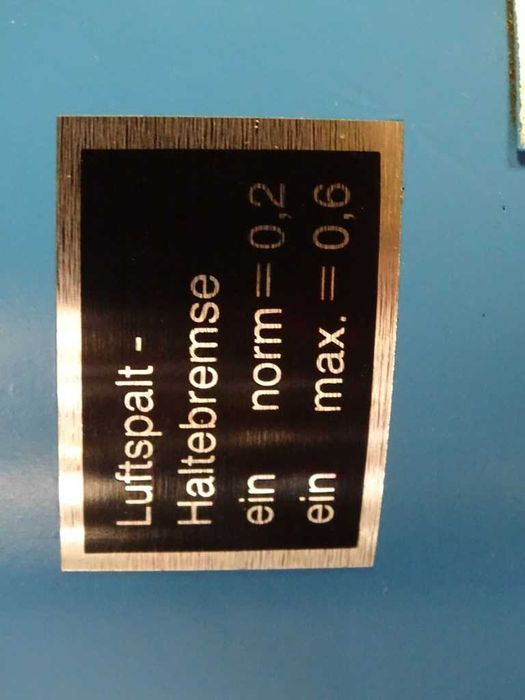 Luftspalt -
Haltebremse
ein norm = 0,2
ein max. = 0,6